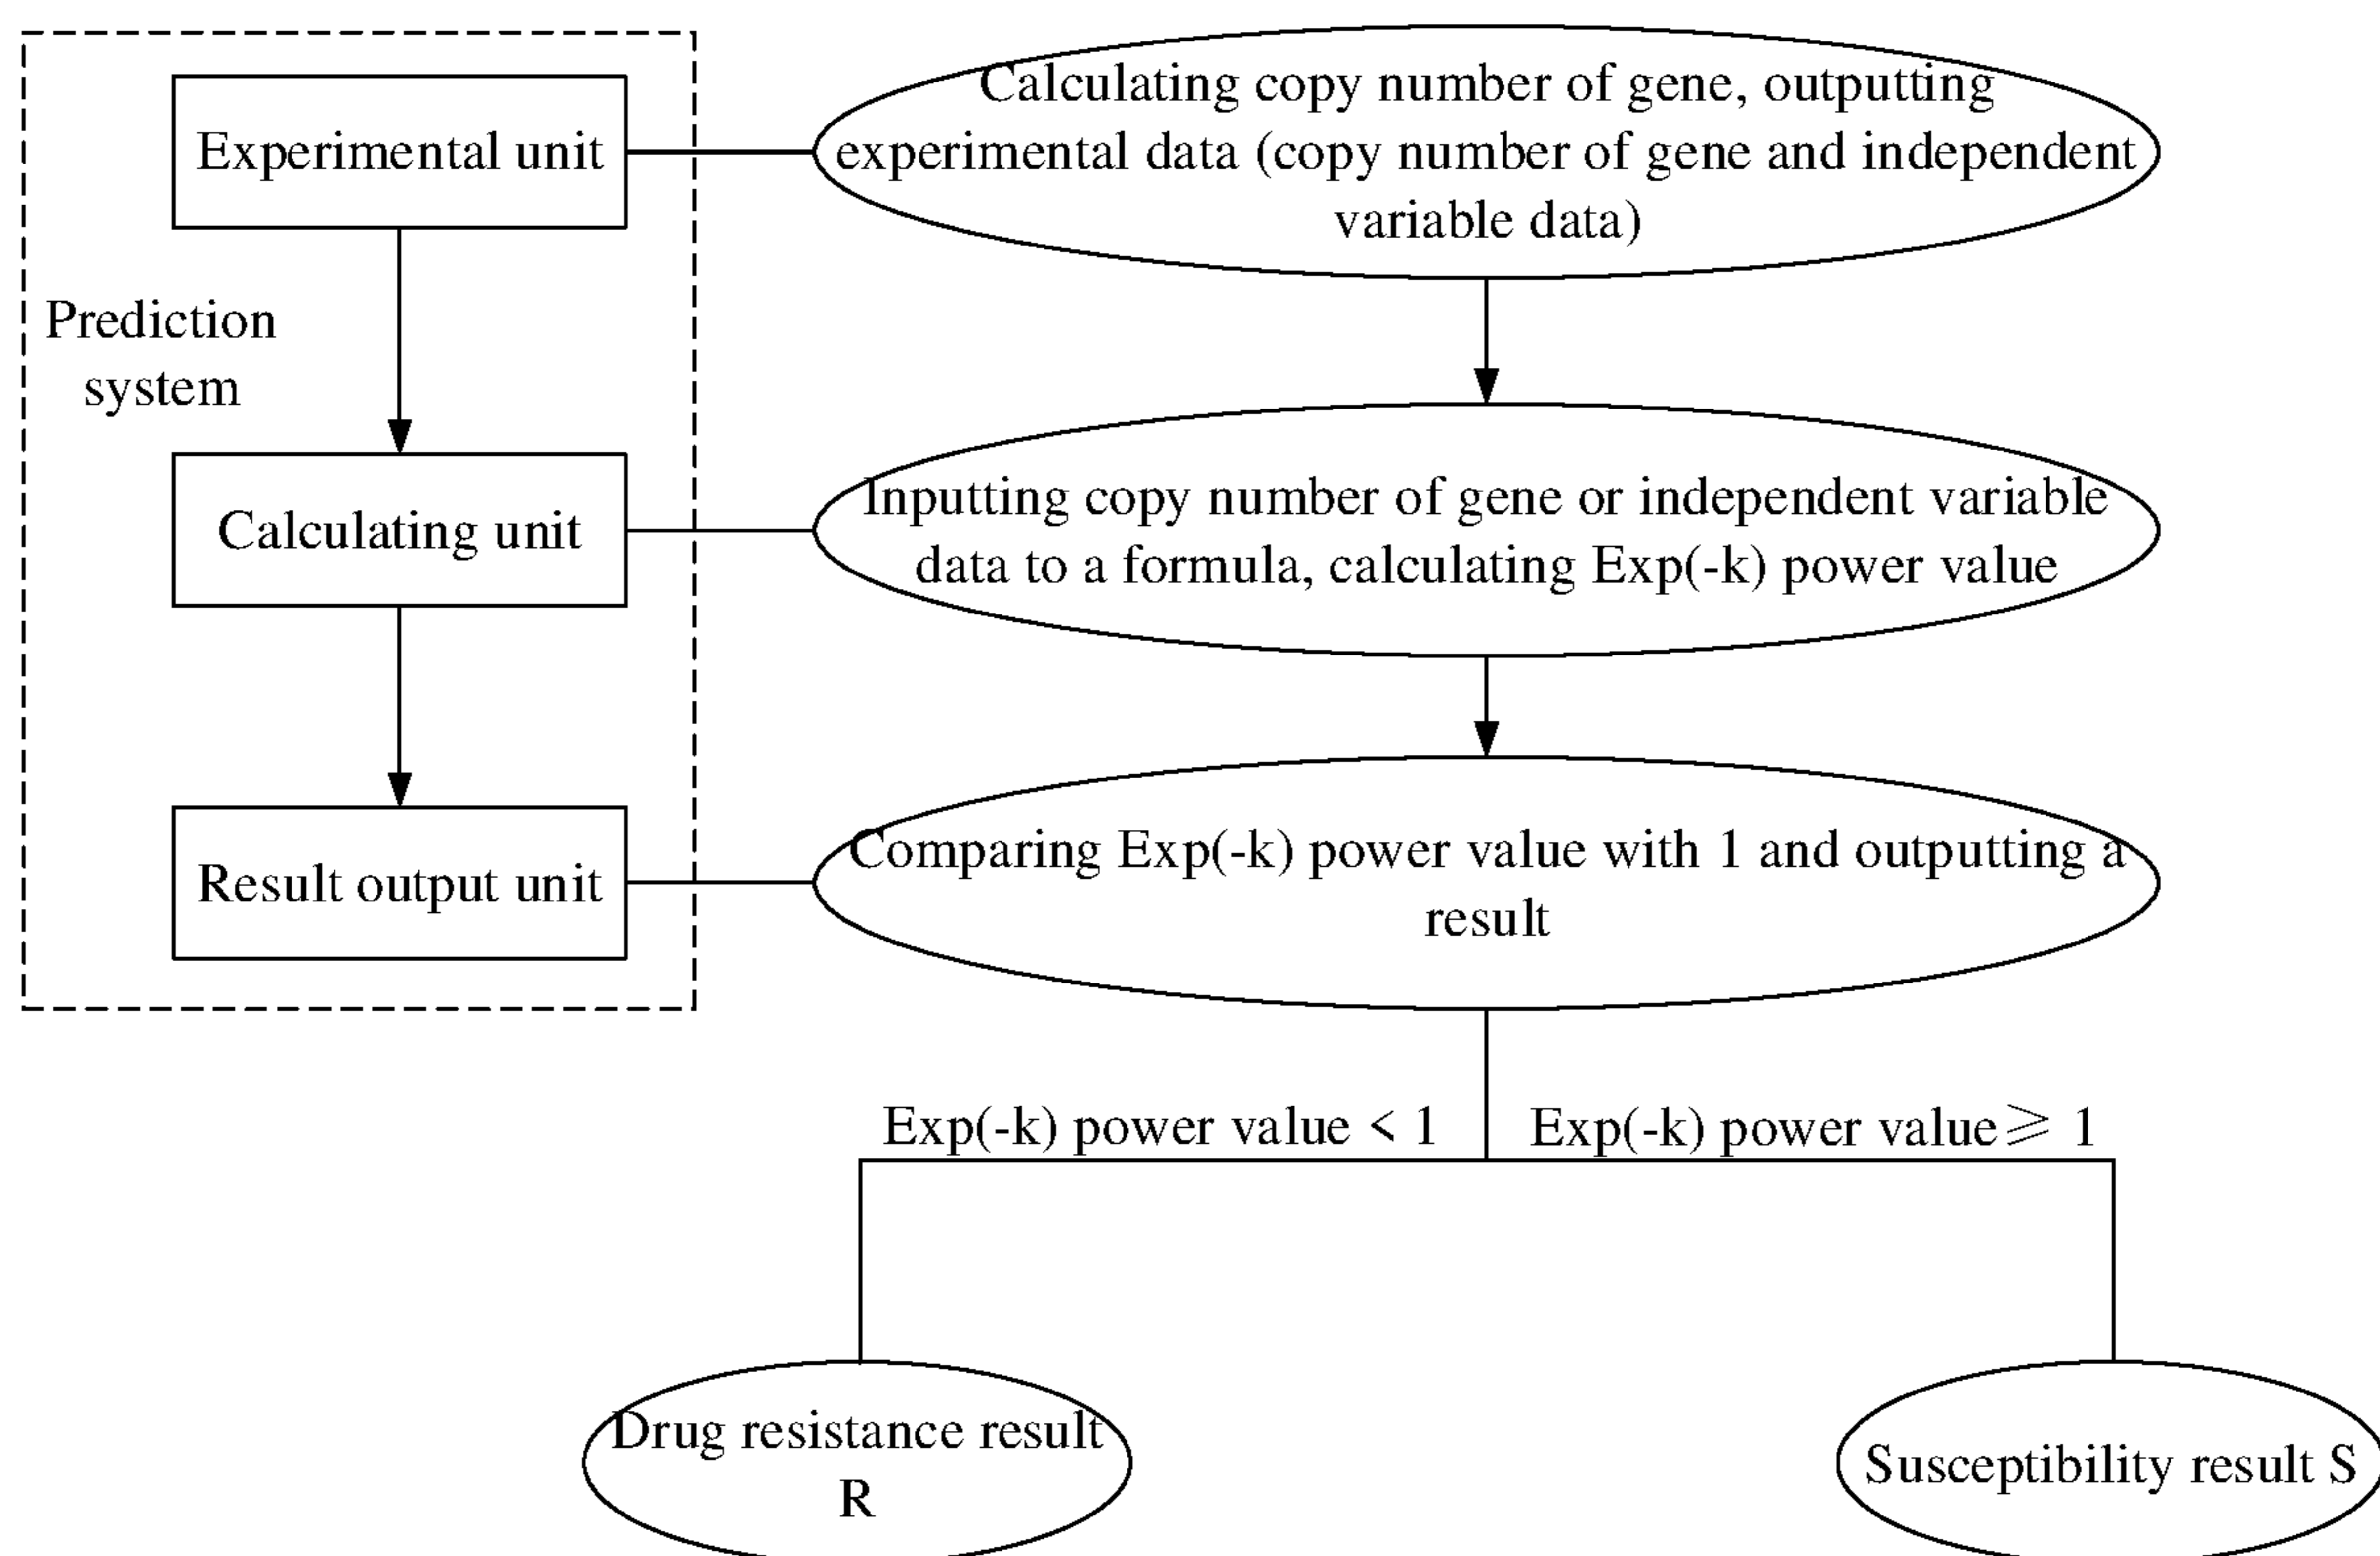 Experimental unit
Calculating copy number of gene, outputting
experimental data (copy number of gene and independent
variable data)
Prediction
system
Calculating unit
Inputting copy number of gene or independent variable
data to a formula, calculating Exp(-k) power value
Result output unit
Comparing Exp(-k) power value with 1 and outputting a
result
Exp(-k) power value < 1
Exp(-k) power value ≥ 1
Drug resistance result
R
Susceptibility result S